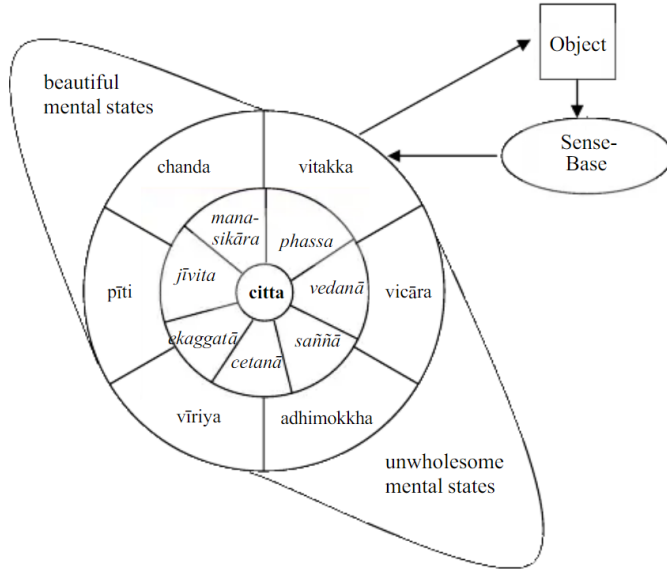 Object
beautiful
mental states
Sense-
Base
chanda
vitakka
mana-
sikāra
phassa
jīvita
citta
vedanā
pīti
vicāra
ekaggatā
saññā
cetanā
vīriya
adhimokkha
unwholesome
mental states